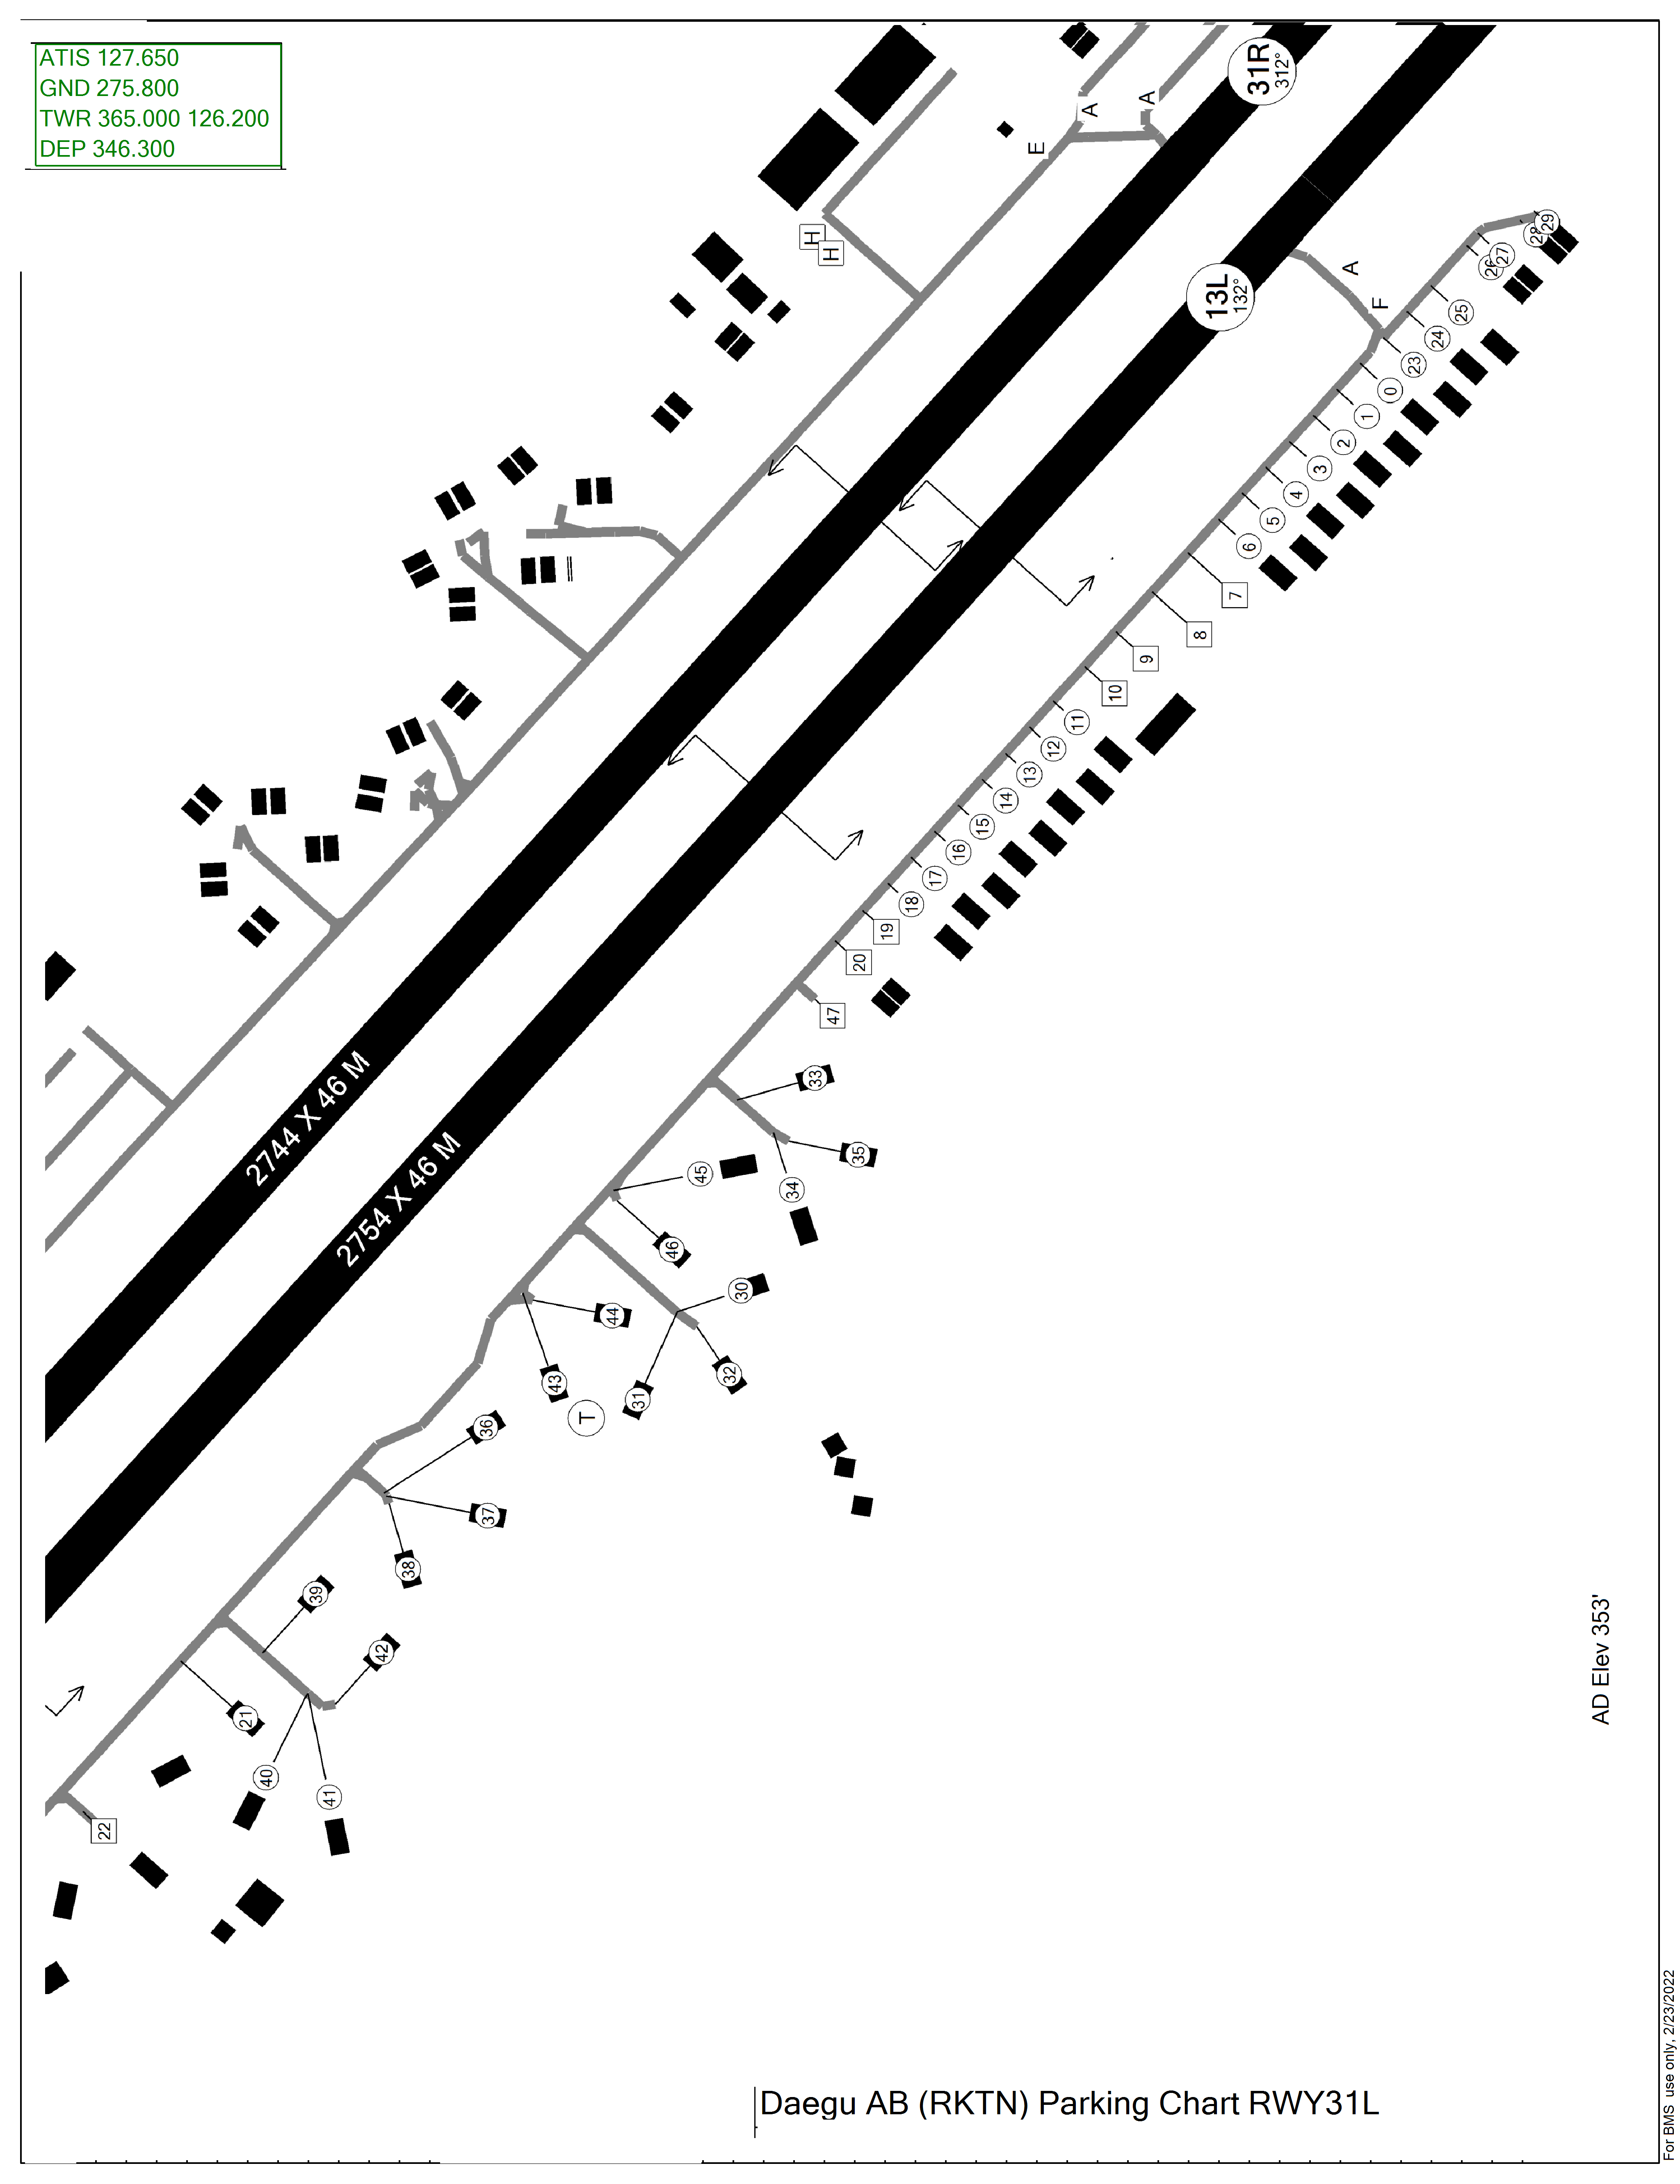 ATIS 127.650
GND 275.800
TWR 365.000 126.200
DEP 346.300
31R
312°
A
A
E
H
H
13L
132°
A
F
29
28
27
26
25
24
23
0
1
2
3
4
5
6
7
8
9
10
11
12
13
14
15
16
17
18
19
20
47
2744 X 46 M
2754 X 46 M
33
35
34
45
46
30
44
43
32
31
T
36
37
38
39
42
21
40
41
22
AD Elev 353'
Daegu AB (RKTN) Parking Chart RWY31L
For BMS use only, 2/23/2022